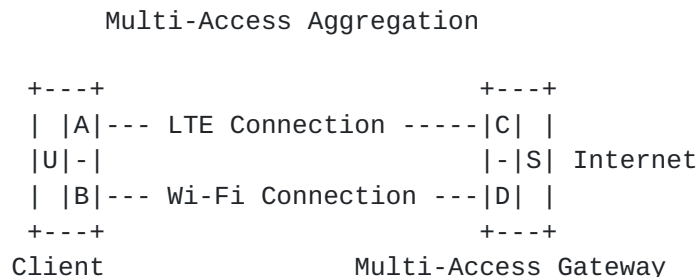 Multi-Access Aggregation
+---+                      +---+
| |A|--- LTE Connection -----|C| |
|U|-|                      |-|S| Internet
| |B|--- Wi-Fi Connection ---|D| |
+---+                      +---+
Client                Multi-Access Gateway